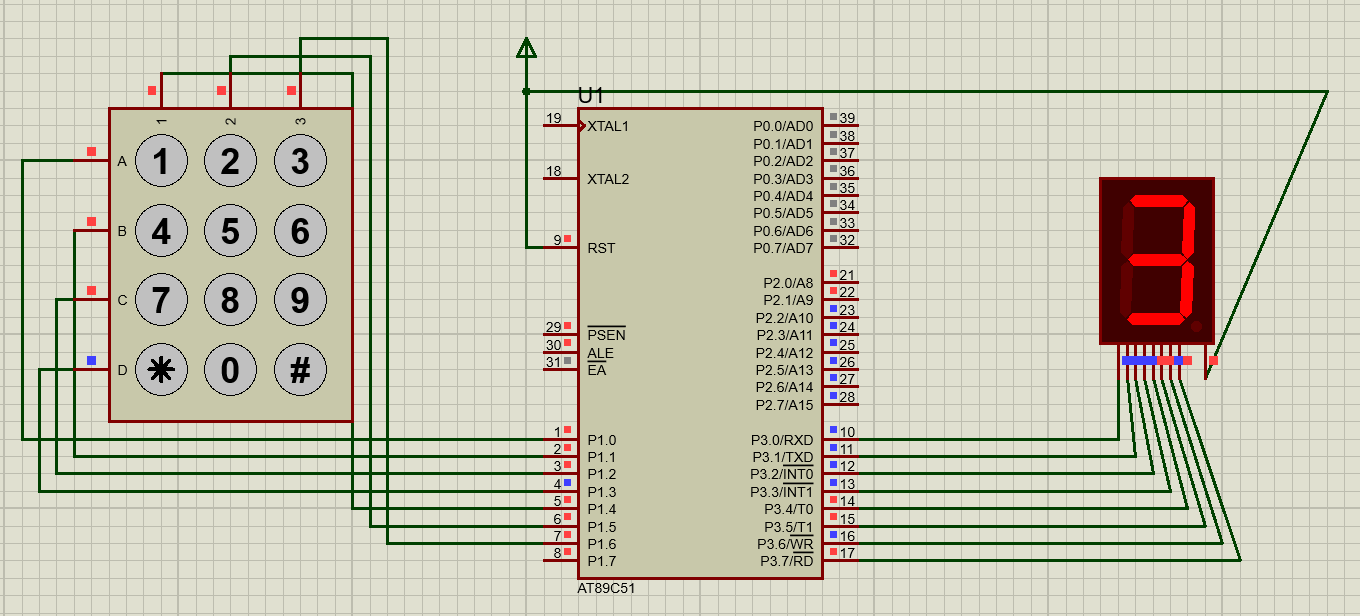 1 2 3
A 1 2 3
B 4 5 6
C 7 8 9
D * 0 #
U1
19 XTAL1
18 XTAL2
9 RST
29 PSEN
30 ALE
31 EA
1 P1.0
2 P1.1
3 P1.2
4 P1.3
5 P1.4
6 P1.5
7 P1.6
8 P1.7
P0.0/AD0 39
P0.1/AD1 38
P0.2/AD2 37
P0.3/AD3 36
P0.4/AD4 35
P0.5/AD5 34
P0.6/AD6 33
P0.7/AD7 32
P2.0/A8 21
P2.1/A9 22
P2.2/A10 23
P2.3/A11 24
P2.4/A12 25
P2.5/A13 26
P2.6/A14 27
P2.7/A15 28
P3.0/RXD 10
P3.1/TXD 11
P3.2/INT0 12
P3.3/INT1 13
P3.4/T0 14
P3.5/T1 15
P3.6/WR 16
P3.7/RD 17
AT89C51
3